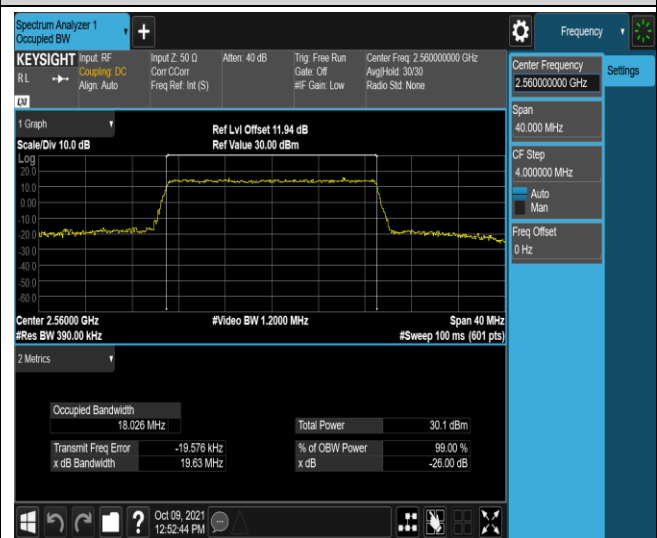 Spectrum Analyzer 1
Occupied BW
Frequency
KEYSIGHT
RL
LXI
Input: RF
Coupling: DC
Align: Auto
Input Z: 50 Ω
Corr CCorr
Freq Ref: Int (S)
Atten: 40 dB
Trig: Free Run
Gate: Off
#IF Gain: Low
Center Freq: 2.560000000 GHz
Avg|Hold: 30/30
Radio Std: None
Center Frequency
2.560000000 GHz
Settings
Span
40.000 MHz
CF Step
4.000000 MHz
Auto
Man
Freq Offset
0 Hz
1 Graph
Scale/Div 10.0 dB
Ref Lvl Offset 11.94 dB
Ref Value 30.00 dBm
Log
20.0
10.0
0.00
-10.0
-20.0
-30.0
-40.0
-50.0
-60.0
Center 2.56000 GHz
#Res BW 390.00 kHz
#Video BW 1.2000 MHz
Span 40 MHz
#Sweep 100 ms (601 pts)
2 Metrics
Occupied Bandwidth
18.026 MHz
Total Power 30.1 dBm
Transmit Freq Error -19.576 kHz
% of OBW Power 99.00 %
x dB Bandwidth 19.63 MHz
x dB -26.00 dB
?
Oct 09, 2021
12:52:44 PM